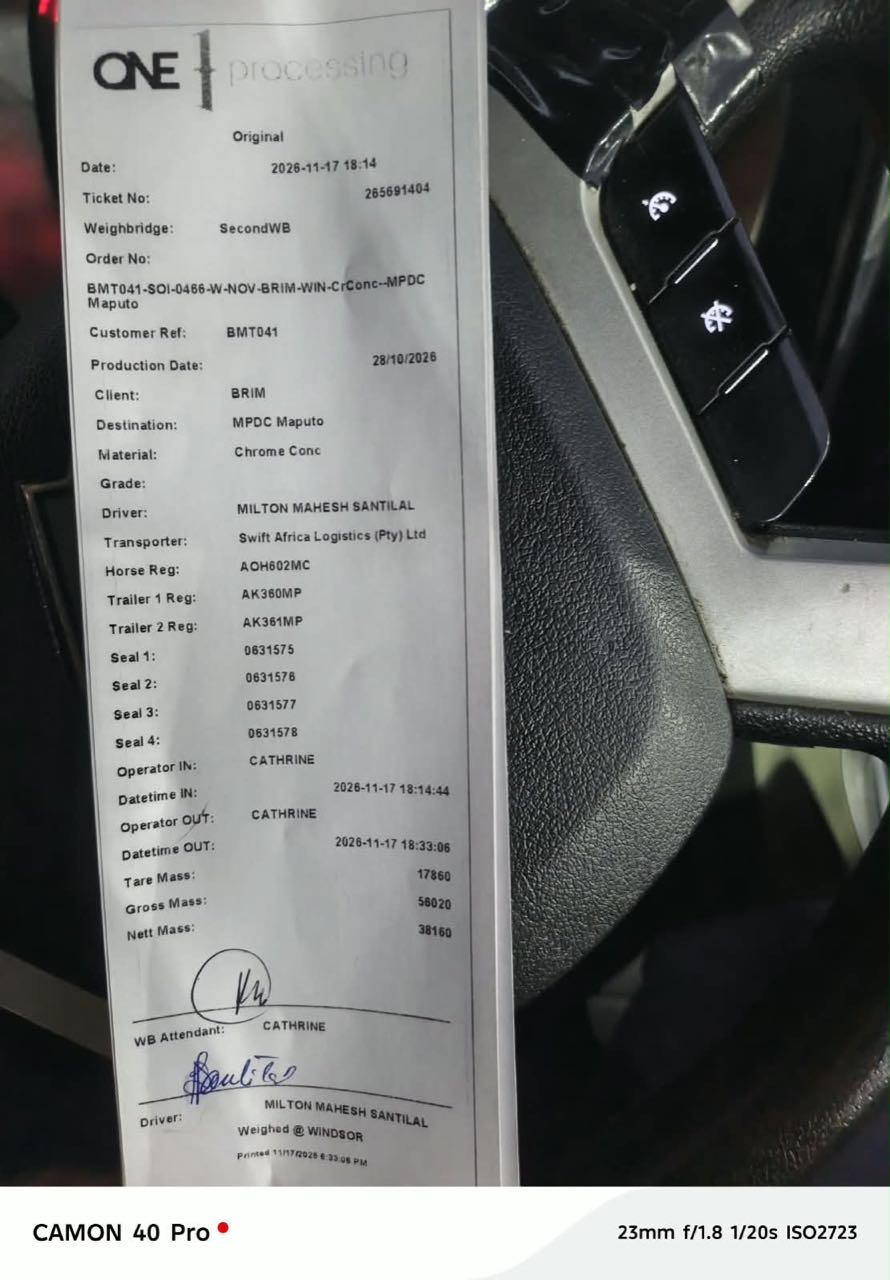 ONE processing
Original
Date: 2026-11-17 18:14
Ticket No: 265691404
Weighbridge: SecondWB
Order No:
BMT041-SOI-0466-W-NOV-BRIM-WIN-CrConc--MPDC
Maputo
Customer Ref: BMT041
Production Date: 28/10/2026
Client: BRIM
Destination: MPDC Maputo
Material: Chrome Conc
Grade:
Driver: MILTON MAHESH SANTILAL
Transporter: Swift Africa Logistics (Pty) Ltd
Horse Reg: AOH602MC
Trailer 1 Reg: AK360MP
Trailer 2 Reg: AK361MP
Seal 1: 0631575
Seal 2: 0631576
Seal 3: 0631577
Seal 4: 0631578
Operator IN: CATHRINE
Datetime IN: 2026-11-17 18:14:44
Operator OUT: CATHRINE
Datetime OUT: 2026-11-17 18:33:06
Tare Mass: 17860
Gross Mass: 56020
Nett Mass: 38160
WB Attendant: CATHRINE
Driver: MILTON MAHESH SANTILAL
Weighed @ WINDSOR
Printed 11/17/2026 6:33:06 PM
CAMON 40 Pro
23mm f/1.8 1/20s ISO2723